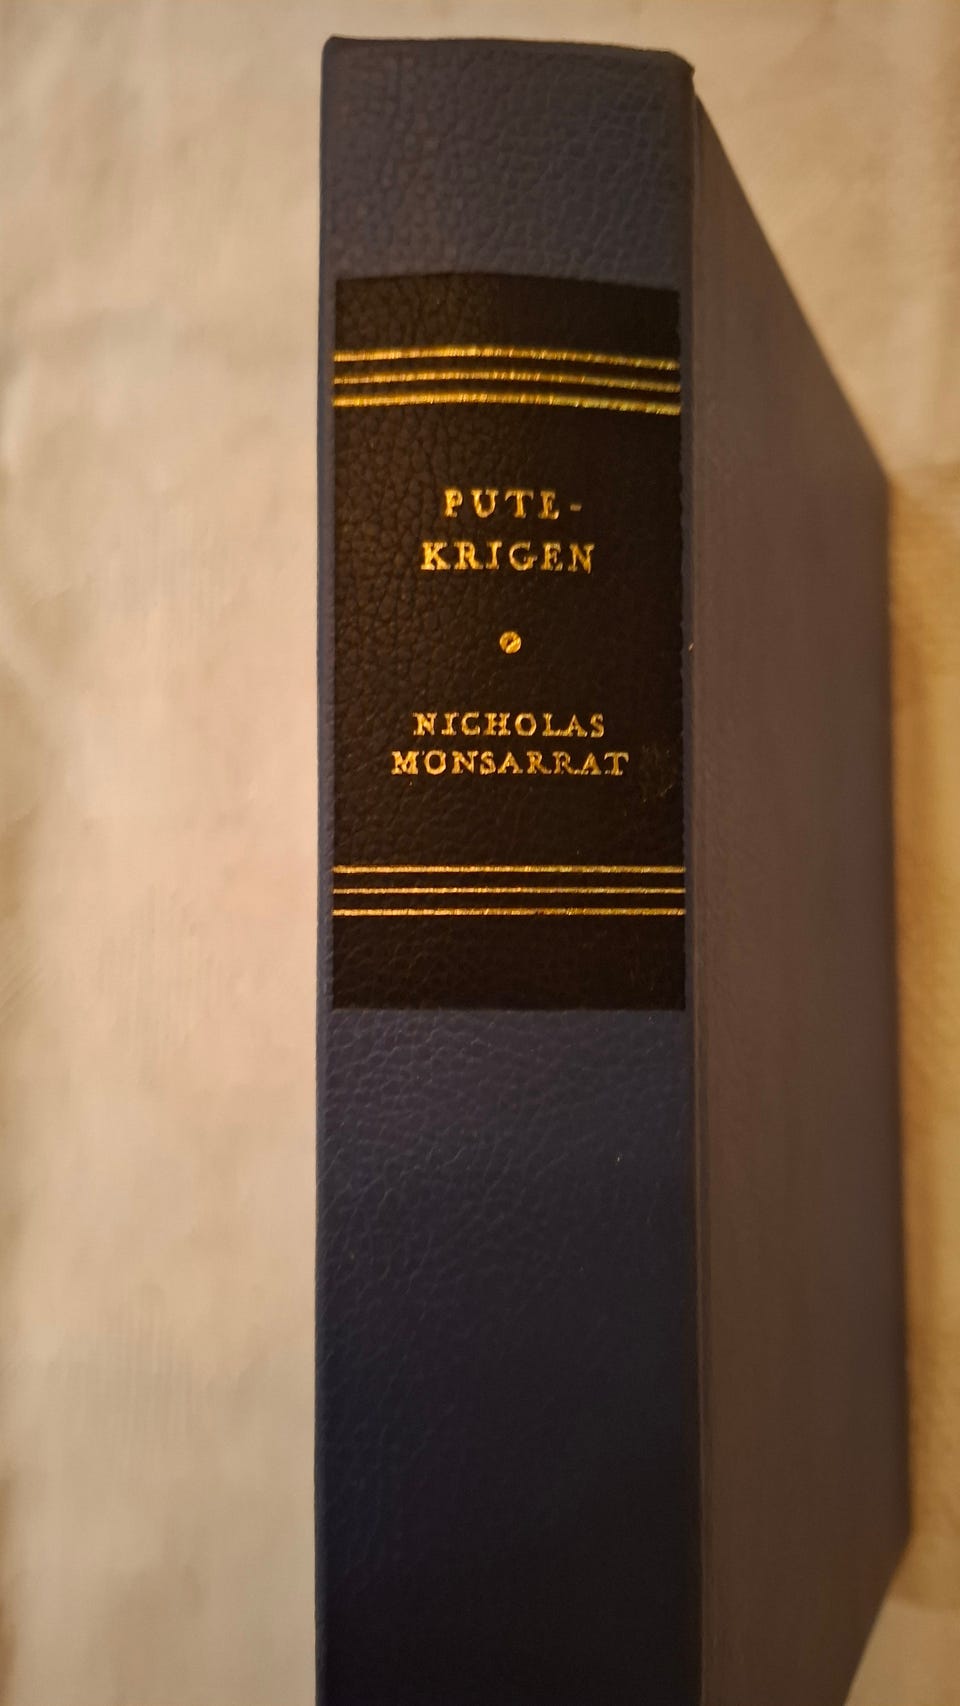 PUTE-
KRIGEN
NICHOLAS
MONSARRAT